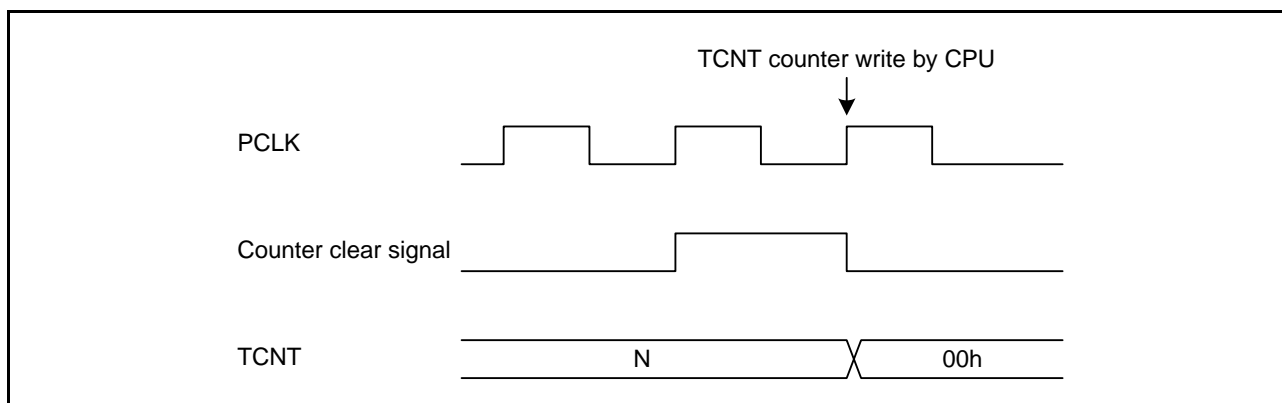 TCNT counter write by CPU
PCLK
Counter clear signal
TCNT
N
00h